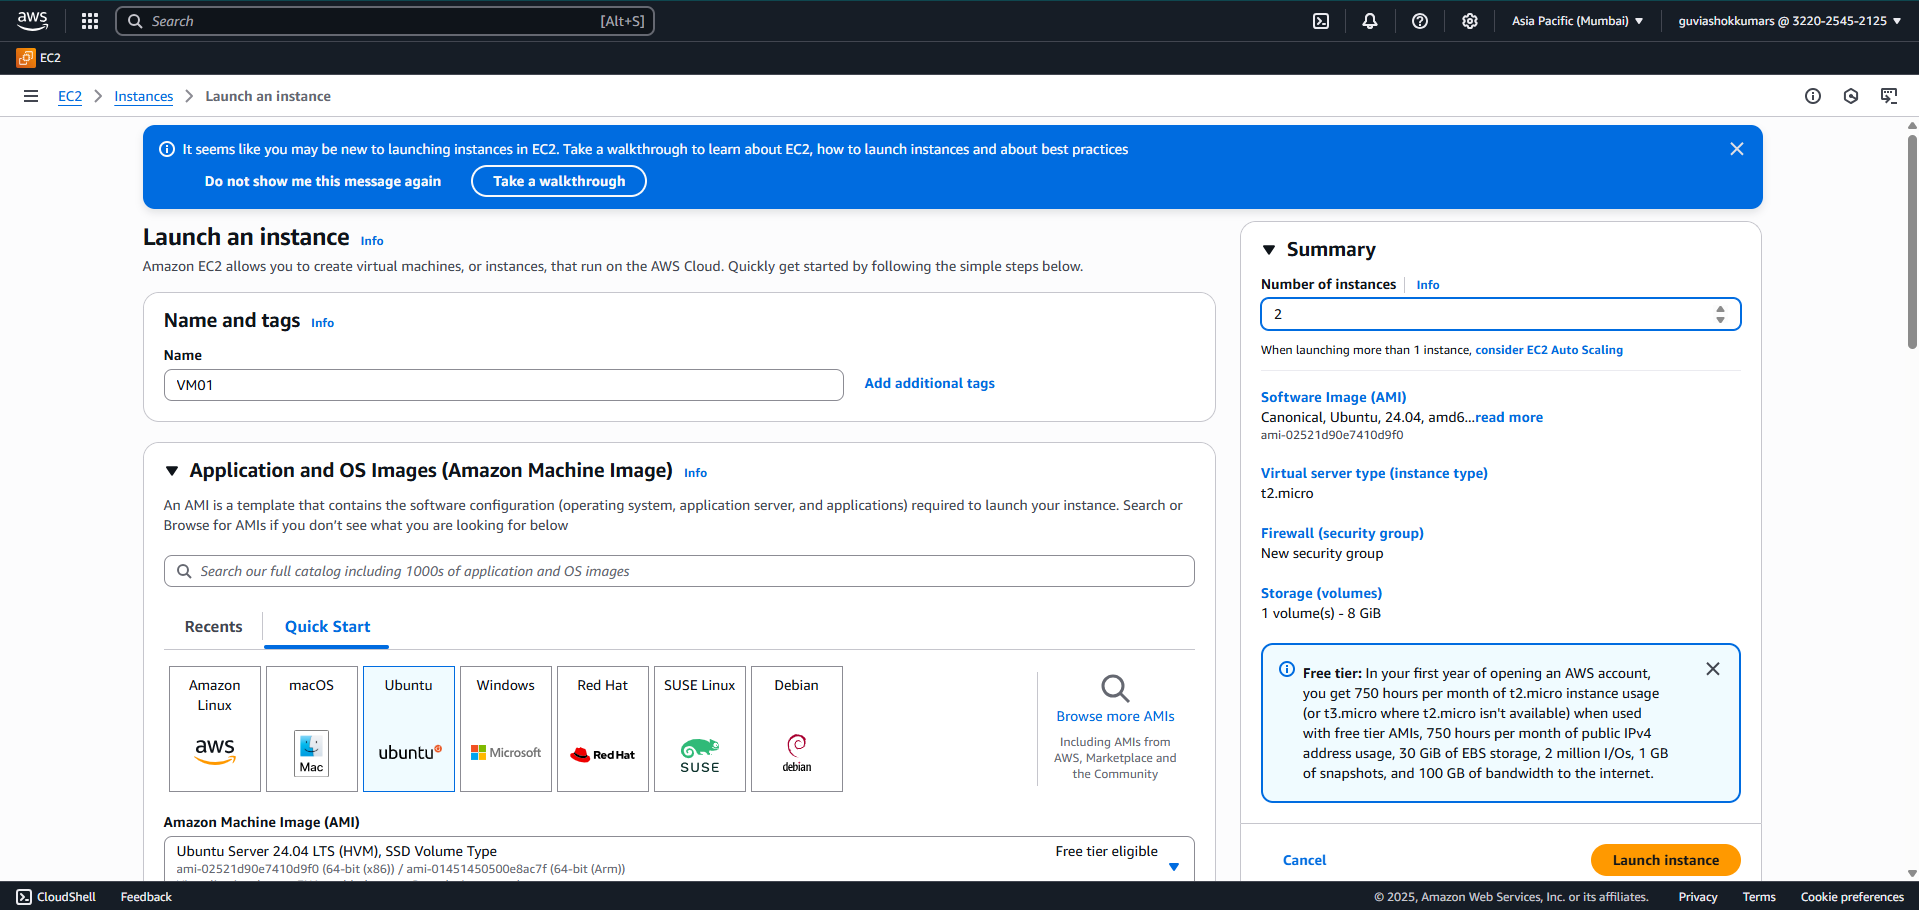 aws
Search
[Alt+S]
Asia Pacific (Mumbai)
guviashokkumars @ 3220-2545-2125
EC2
EC2
Instances
Launch an instance
It seems like you may be new to launching instances in EC2. Take a walkthrough to learn about EC2, how to launch instances and about best practices
Do not show me this message again
Take a walkthrough
Launch an instance Info
Amazon EC2 allows you to create virtual machines, or instances, that run on the AWS Cloud. Quickly get started by following the simple steps below.
Name and tags Info
Name
VM01
Add additional tags
Application and OS Images (Amazon Machine Image) Info
An AMI is a template that contains the software configuration (operating system, application server, and applications) required to launch your instance. Search or
Browse for AMIs if you don’t see what you are looking for below
Search our full catalog including 1000s of application and OS images
Recents
Quick Start
Amazon
Linux
aws
macOS
Mac
Ubuntu
ubuntu
Windows
Microsoft
Red Hat
Red Hat
SUSE Linux
SUSE
Debian
debian
Browse more AMIs
Including AMIs from
AWS, Marketplace and
the Community
Amazon Machine Image (AMI)
Ubuntu Server 24.04 LTS (HVM), SSD Volume Type
Free tier eligible
ami-02521d90e7410d9f0 (64-bit (x86)) / ami-01451450500e8ac7f (64-bit (Arm))
Summary
Number of instances Info
2
When launching more than 1 instance, consider EC2 Auto Scaling
Software Image (AMI)
Canonical, Ubuntu, 24.04, amd6...read more
ami-02521d90e7410d9f0
Virtual server type (instance type)
t2.micro
Firewall (security group)
New security group
Storage (volumes)
1 volume(s) - 8 GiB
Free tier: In your first year of opening an AWS account,
you get 750 hours per month of t2.micro instance usage
(or t3.micro where t2.micro isn't available) when used
with free tier AMIs, 750 hours per month of public IPv4
address usage, 30 GiB of EBS storage, 2 million I/Os, 1 GB
of snapshots, and 100 GB of bandwidth to the internet.
Cancel
Launch instance
CloudShell
Feedback
© 2025, Amazon Web Services, Inc. or its affiliates.
Privacy
Terms
Cookie preferences